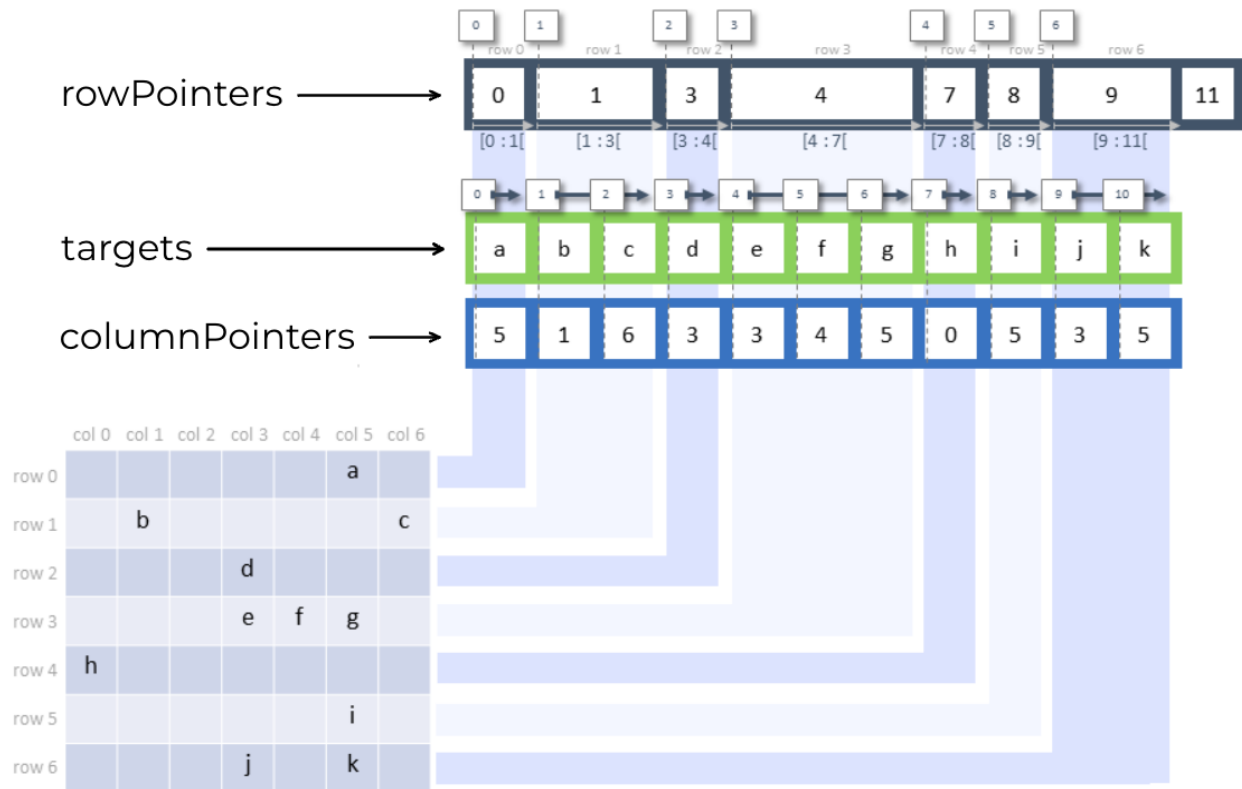 0 1 2 3 4 5 6
row 0 row 1 row 2 row 3 row 4 row 5 row 6
rowPointers 0 1 3 4 7 8 9 11
[0 : 1[ [1 : 3[ [3 : 4[ [4 : 7[ [7 : 8[ [8 : 9[ [9 : 11[
0 1 2 3 4 5 6 7 8 9 10
targets a b c d e f g h i j k
columnPointers 5 1 6 3 3 4 5 0 5 3 5
col 0 col 1 col 2 col 3 col 4 col 5 col 6
row 0 a
row 1 b c
row 2 d
row 3 e f g
row 4 h
row 5 i
row 6 j k